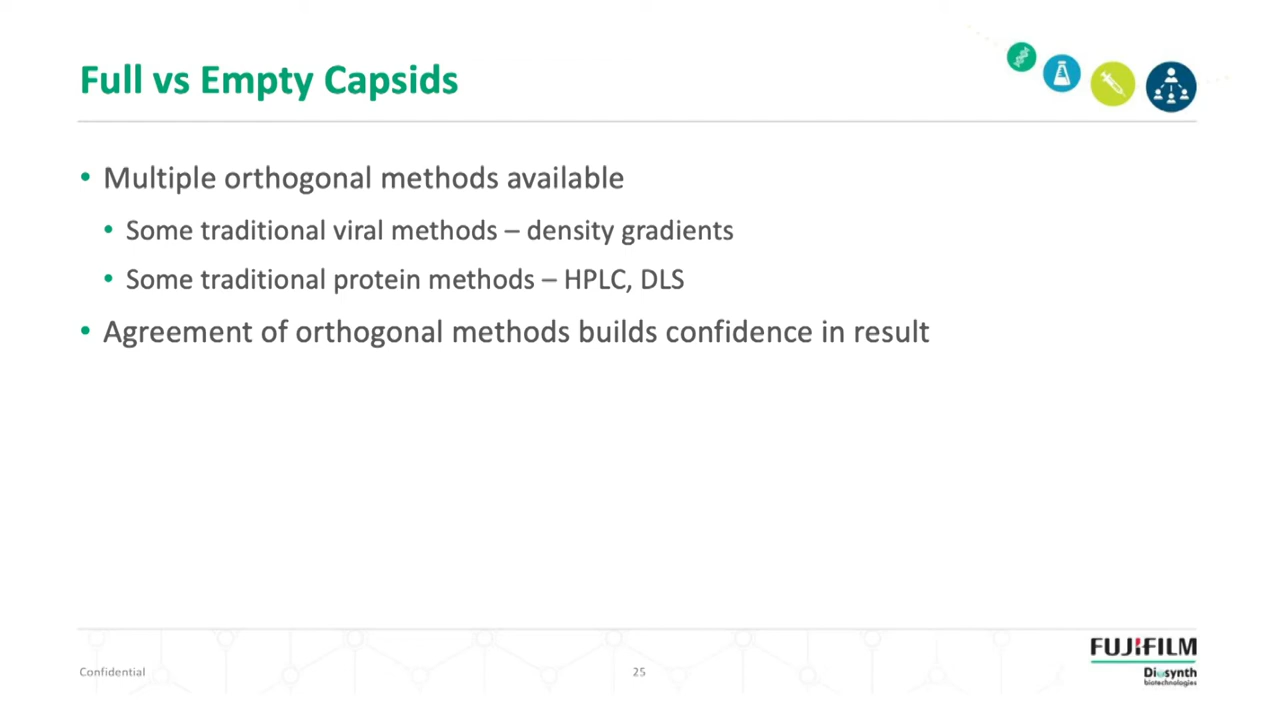 Full vs Empty Capsids
• Multiple orthogonal methods available
• Some traditional viral methods – density gradients
• Some traditional protein methods – HPLC, DLS
• Agreement of orthogonal methods builds confidence in result
Confidential
25
FUJIFILM
Diosynth
biotechnologies